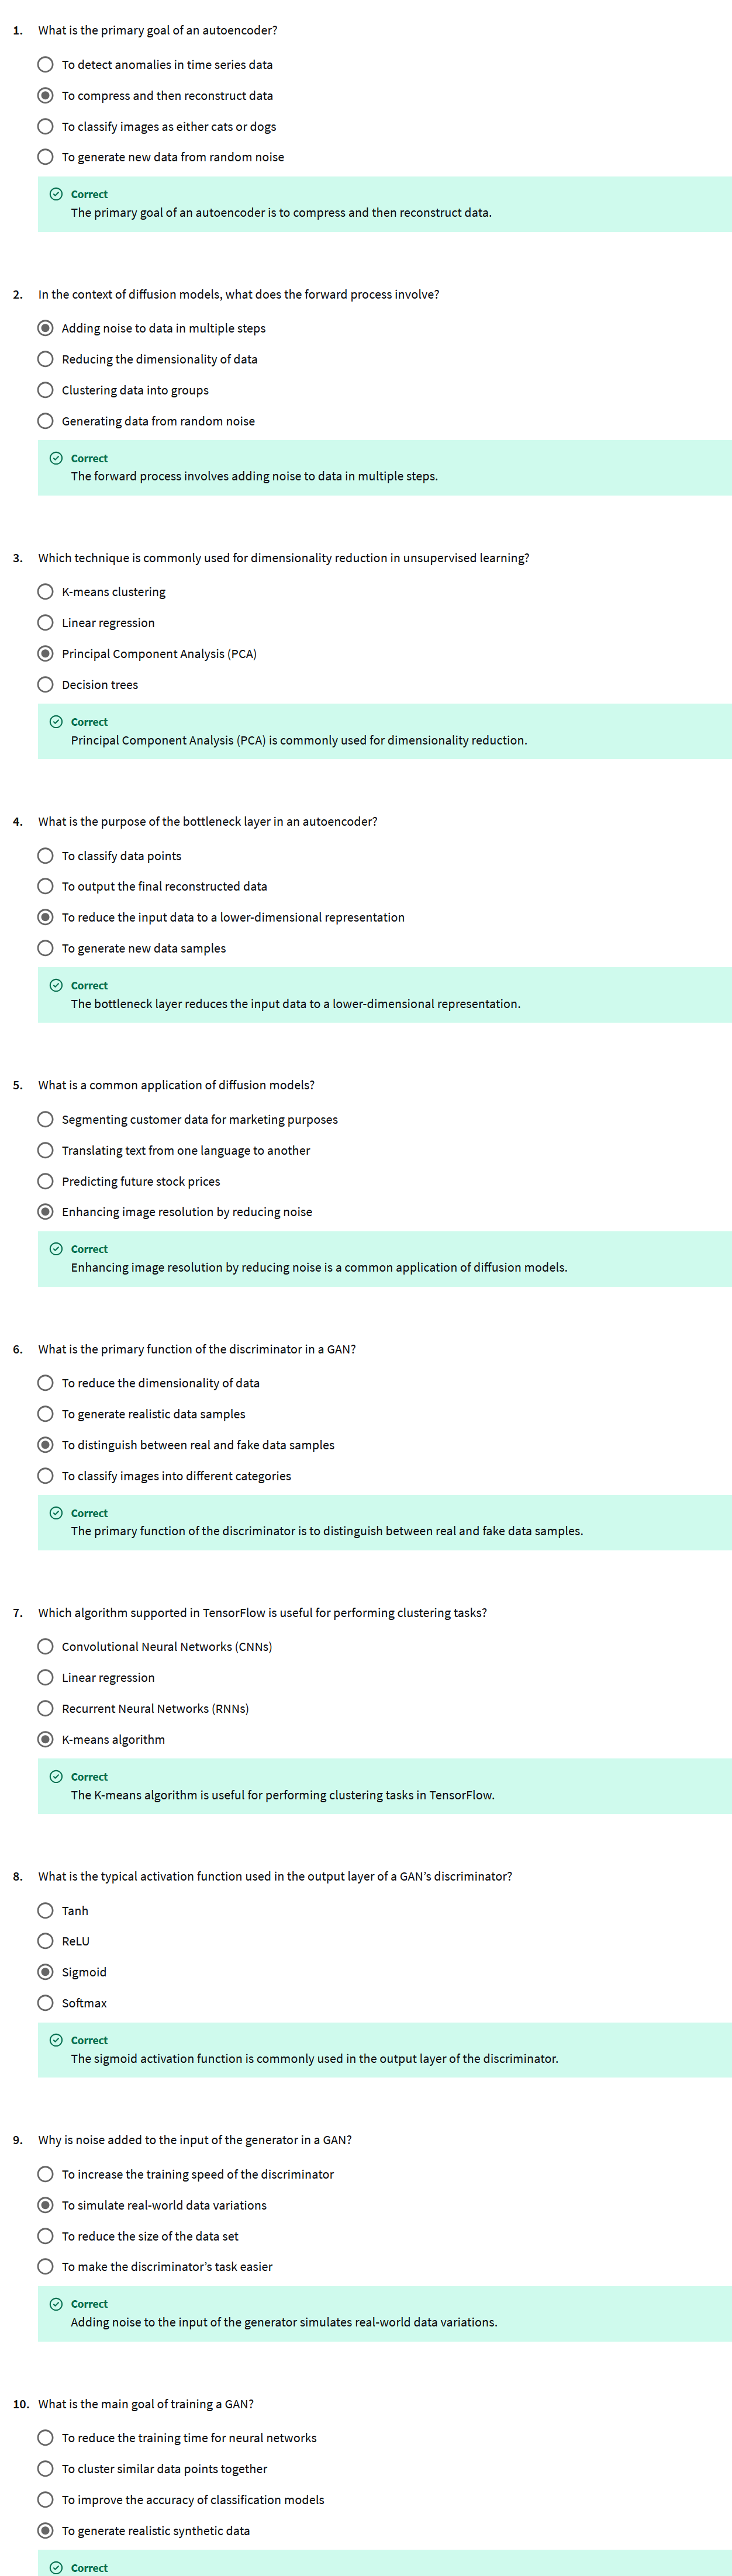 1. What is the primary goal of an autoencoder?
To detect anomalies in time series data
To compress and then reconstruct data
To classify images as either cats or dogs
To generate new data from random noise
Correct
The primary goal of an autoencoder is to compress and then reconstruct data.
2. In the context of diffusion models, what does the forward process involve?
Adding noise to data in multiple steps
Reducing the dimensionality of data
Clustering data into groups
Generating data from random noise
Correct
The forward process involves adding noise to data in multiple steps.
3. Which technique is commonly used for dimensionality reduction in unsupervised learning?
K-means clustering
Linear regression
Principal Component Analysis (PCA)
Decision trees
Correct
Principal Component Analysis (PCA) is commonly used for dimensionality reduction.
4. What is the purpose of the bottleneck layer in an autoencoder?
To classify data points
To output the final reconstructed data
To reduce the input data to a lower-dimensional representation
To generate new data samples
Correct
The bottleneck layer reduces the input data to a lower-dimensional representation.
5. What is a common application of diffusion models?
Segmenting customer data for marketing purposes
Translating text from one language to another
Predicting future stock prices
Enhancing image resolution by reducing noise
Correct
Enhancing image resolution by reducing noise is a common application of diffusion models.
6. What is the primary function of the discriminator in a GAN?
To reduce the dimensionality of data
To generate realistic data samples
To distinguish between real and fake data samples
To classify images into different categories
Correct
The primary function of the discriminator is to distinguish between real and fake data samples.
7. Which algorithm supported in TensorFlow is useful for performing clustering tasks?
Convolutional Neural Networks (CNNs)
Linear regression
Recurrent Neural Networks (RNNs)
K-means algorithm
Correct
The K-means algorithm is useful for performing clustering tasks in TensorFlow.
8. What is the typical activation function used in the output layer of a GAN’s discriminator?
Tanh
ReLU
Sigmoid
Softmax
Correct
The sigmoid activation function is commonly used in the output layer of the discriminator.
9. Why is noise added to the input of the generator in a GAN?
To increase the training speed of the discriminator
To simulate real-world data variations
To reduce the size of the data set
To make the discriminator’s task easier
Correct
Adding noise to the input of the generator simulates real-world data variations.
10. What is the main goal of training a GAN?
To reduce the training time for neural networks
To cluster similar data points together
To improve the accuracy of classification models
To generate realistic synthetic data
Correct